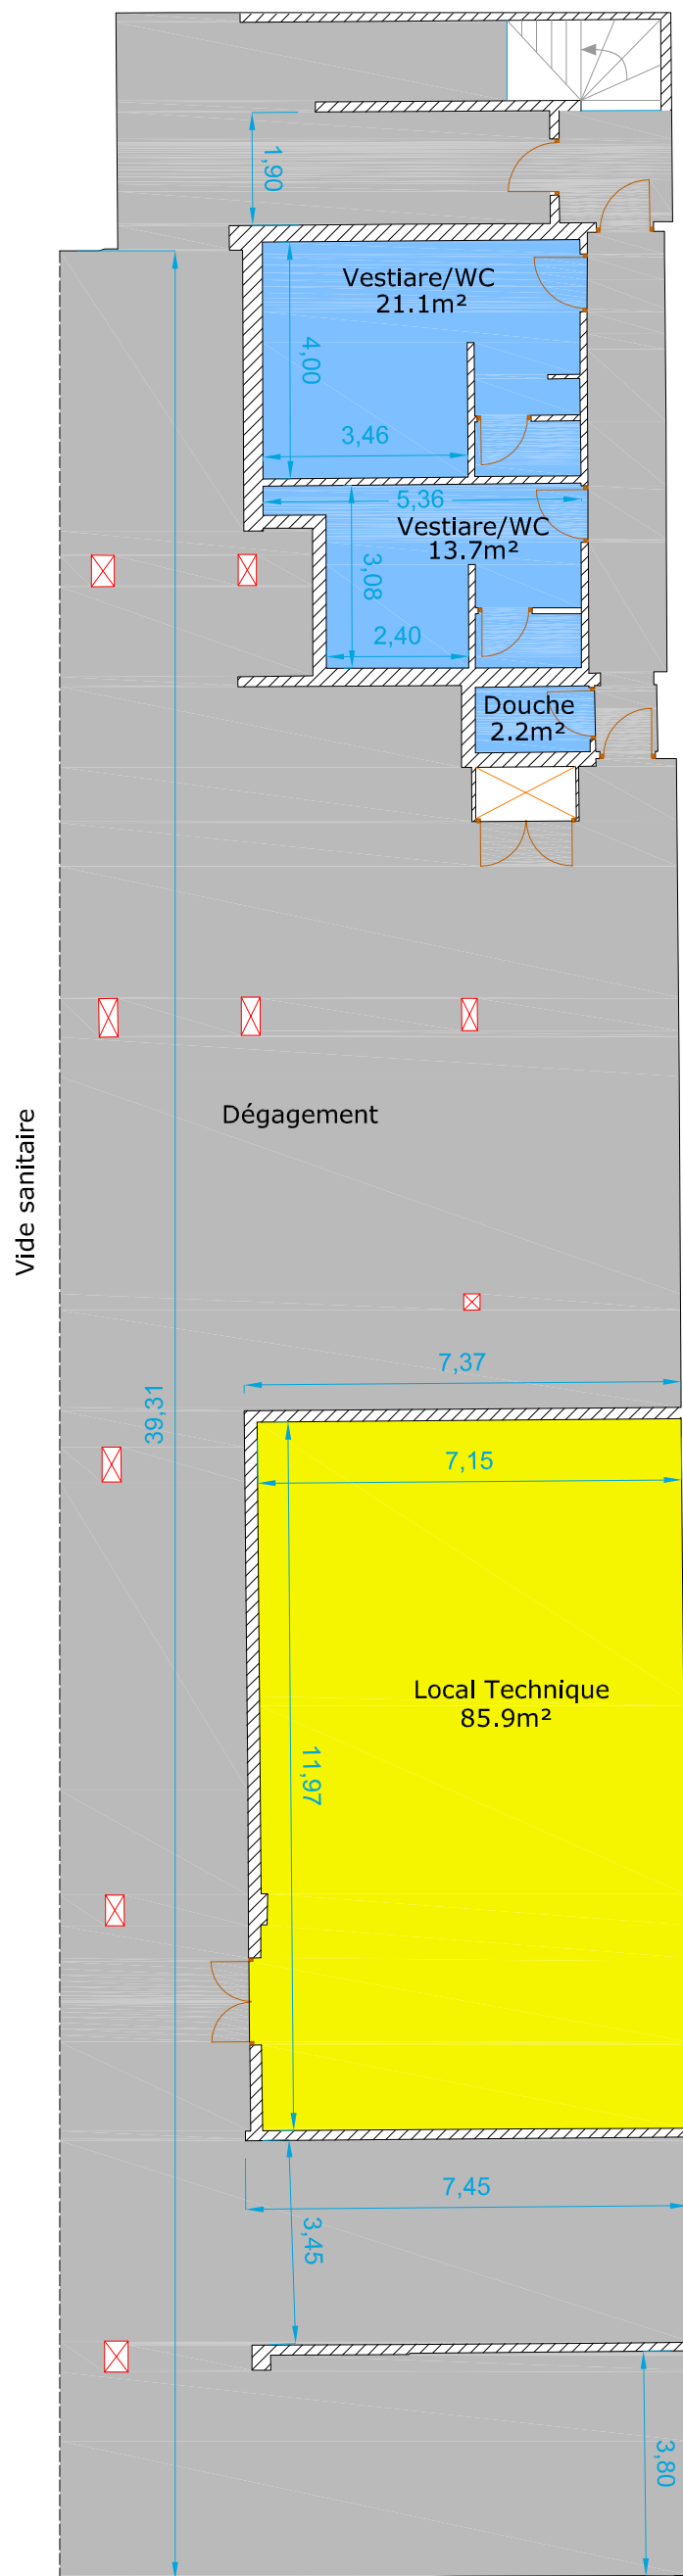 1,90
Vestiare/WC
21.1m²
4,00
3,46
5,36
Vestiare/WC
13.7m²
3,08
2,40
Douche
2.2m²
Dégagement
Vide sanitaire
7,37
39,31
7,15
Local Technique
85.9m²
11,97
7,45
3,45
3,80